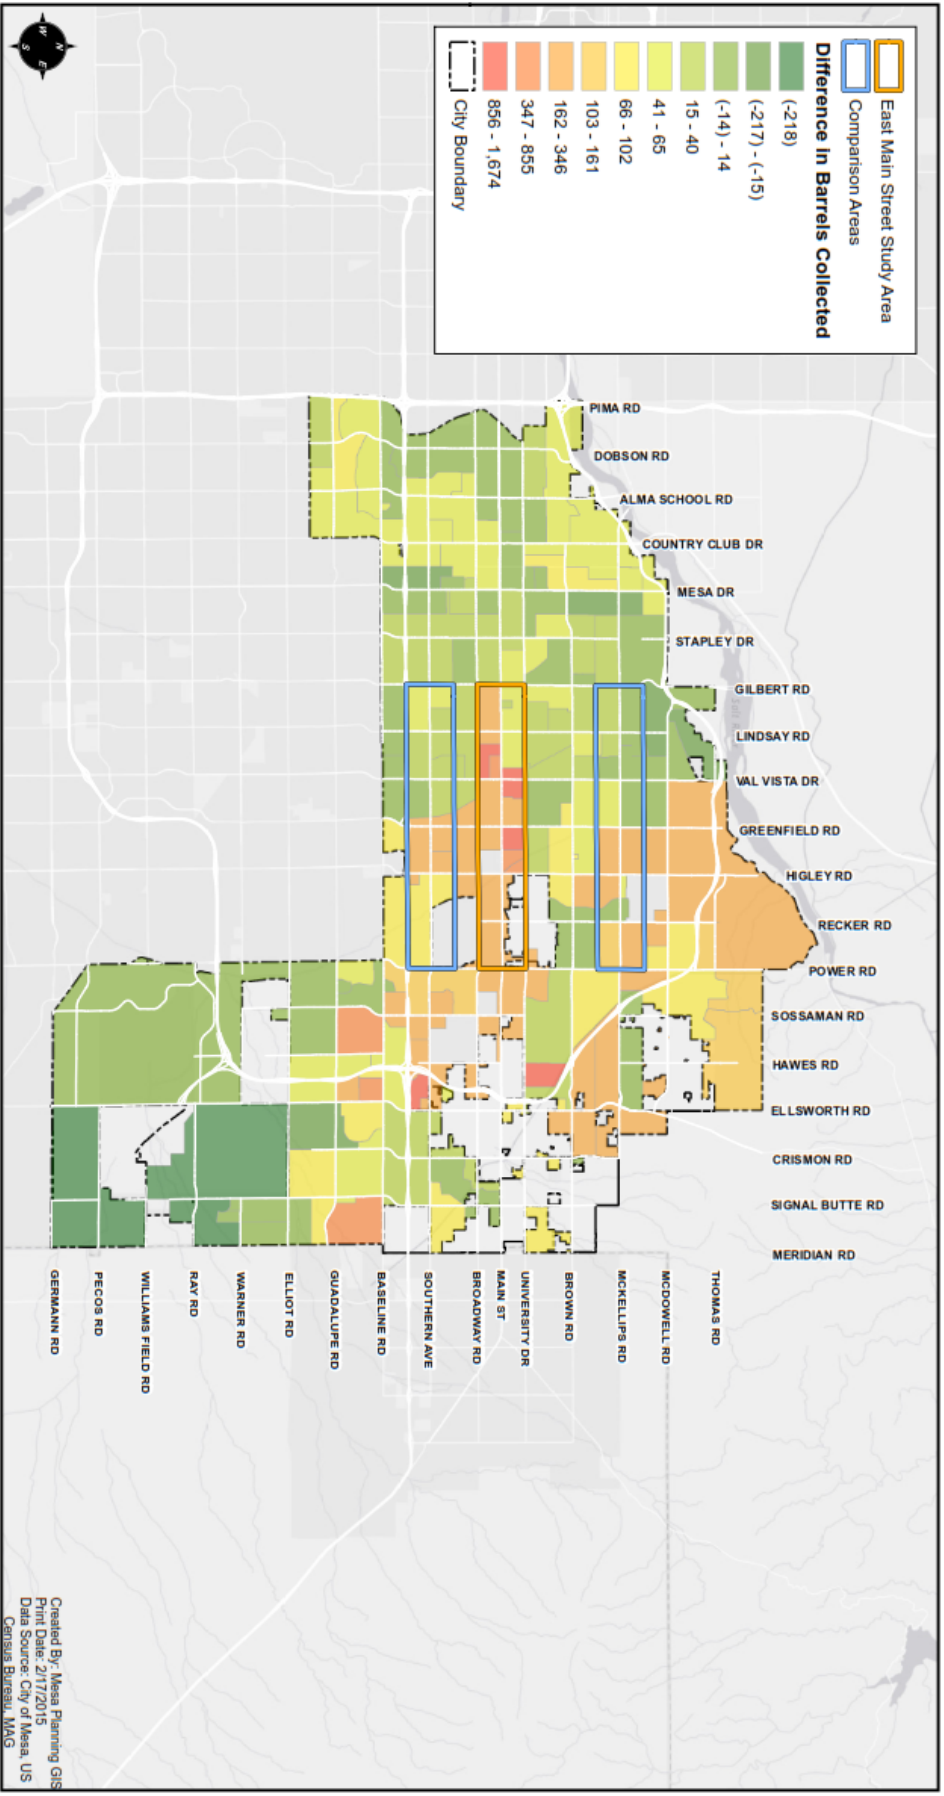 East Main Street Study Area
Comparison Areas
Difference in Barrels Collected
(-218)
(-217) - (-15)
(-14) - 14
15 - 40
41 - 65
66 - 102
103 - 161
162 - 346
347 - 855
856 - 1,674
City Boundary
N
W
E
S
PIMA RD
DOBSON RD
ALMA SCHOOL RD
COUNTRY CLUB DR
MESA DR
STAPLEY DR
GILBERT RD
LINDSAY RD
VAL VISTA DR
GREENFIELD RD
HIGLEY RD
RECKER RD
POWER RD
SOSSAMAN RD
HAWES RD
ELLSWORTH RD
CRISMON RD
SIGNAL BUTTE RD
MERIDIAN RD
THOMAS RD
MCDOWELL RD
MCKELLIPS RD
BROWN RD
UNIVERSITY DR
MAIN ST
BROADWAY RD
SOUTHERN AVE
BASELINE RD
GUADALUPE RD
ELLIOT RD
WARNER RD
RAY RD
WILLIAMS FIELD RD
PECOS RD
GERMANN RD
Created By: Mesa Planning GIS
Print Date: 2/17/2015
Data Source: City of Mesa, US
Census Bureau, MAG